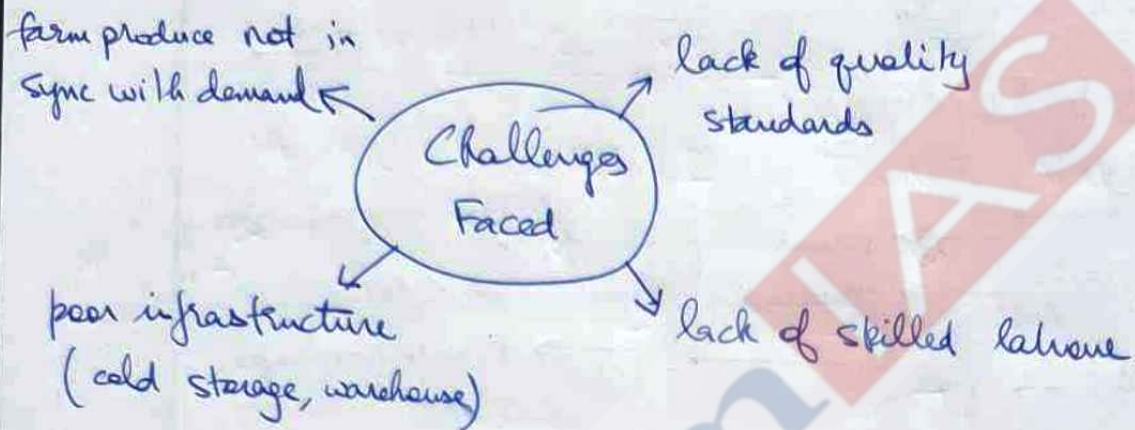 farm produce not in
sync with demand
lack of quality
standards
Challenges
Faced
poor infrastructure
(cold storage, warehouse)
lack of skilled labour
IAS